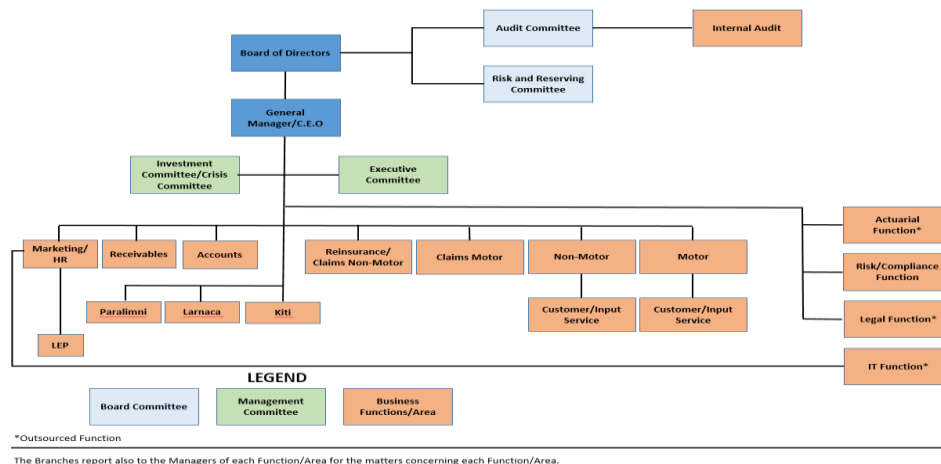 Audit Committee
Internal Audit
Board of Directors
Risk and Reserving
Committee
General
Manager/C.E.O
Investment
Committee/Crisis
Committee
Executive
Committee
Actuarial
Function*
Marketing/
HR
Receivables
Accounts
Reinsurance/
Claims Non-Motor
Claims Motor
Non-Motor
Motor
Risk/Compliance
Function
Paralimni
Larnaca
Kiti
Customer/Input
Service
Customer/Input
Service
Legal Function*
LEP
IT Function*
LEGEND
Board Committee
Management
Committee
Business
Functions/Area
*Outsourced Function
The Branches report also to the Managers of each Function/Area for the matters concerning each Function/Area.